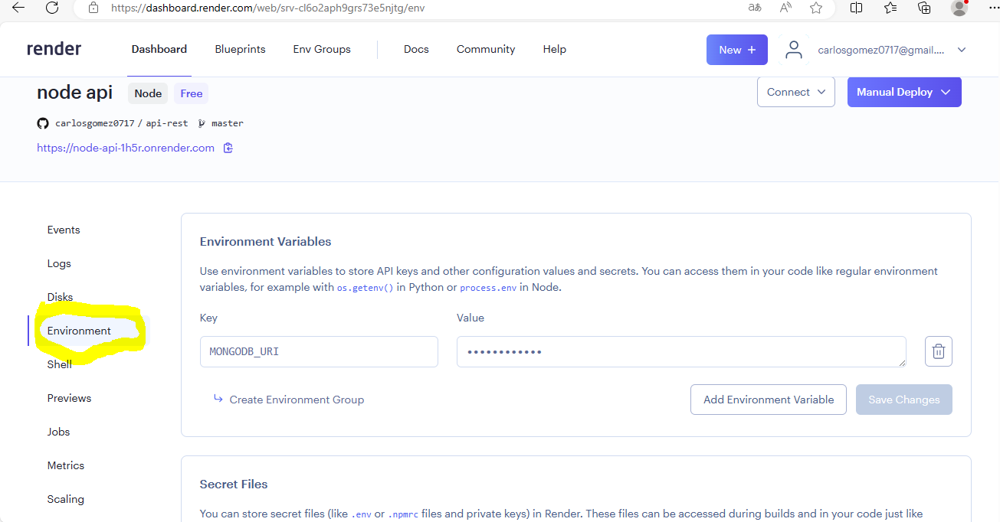 https://dashboard.render.com/web/srv-cl6o2aph9grs73e5njtg/env
render Dashboard Blueprints Env Groups Docs Community Help New + carlosgomez0717@gmail....
node api Node Free Connect Manual Deploy
carlosgomez0717 / api-rest master
https://node-api-1h5r.onrender.com
Events
Logs
Disks
Environment
Shell
Previews
Jobs
Metrics
Scaling
Environment Variables
Use environment variables to store API keys and other configuration values and secrets. You can access them in your code like regular environment
variables, for example with os.getenv() in Python or process.env in Node.
Key Value
MONGODB_URI ••••••••••••
Create Environment Group Add Environment Variable Save Changes
Secret Files
You can store secret files (like .env or .npmrc files and private keys) in Render. These files can be accessed during builds and in your code just like